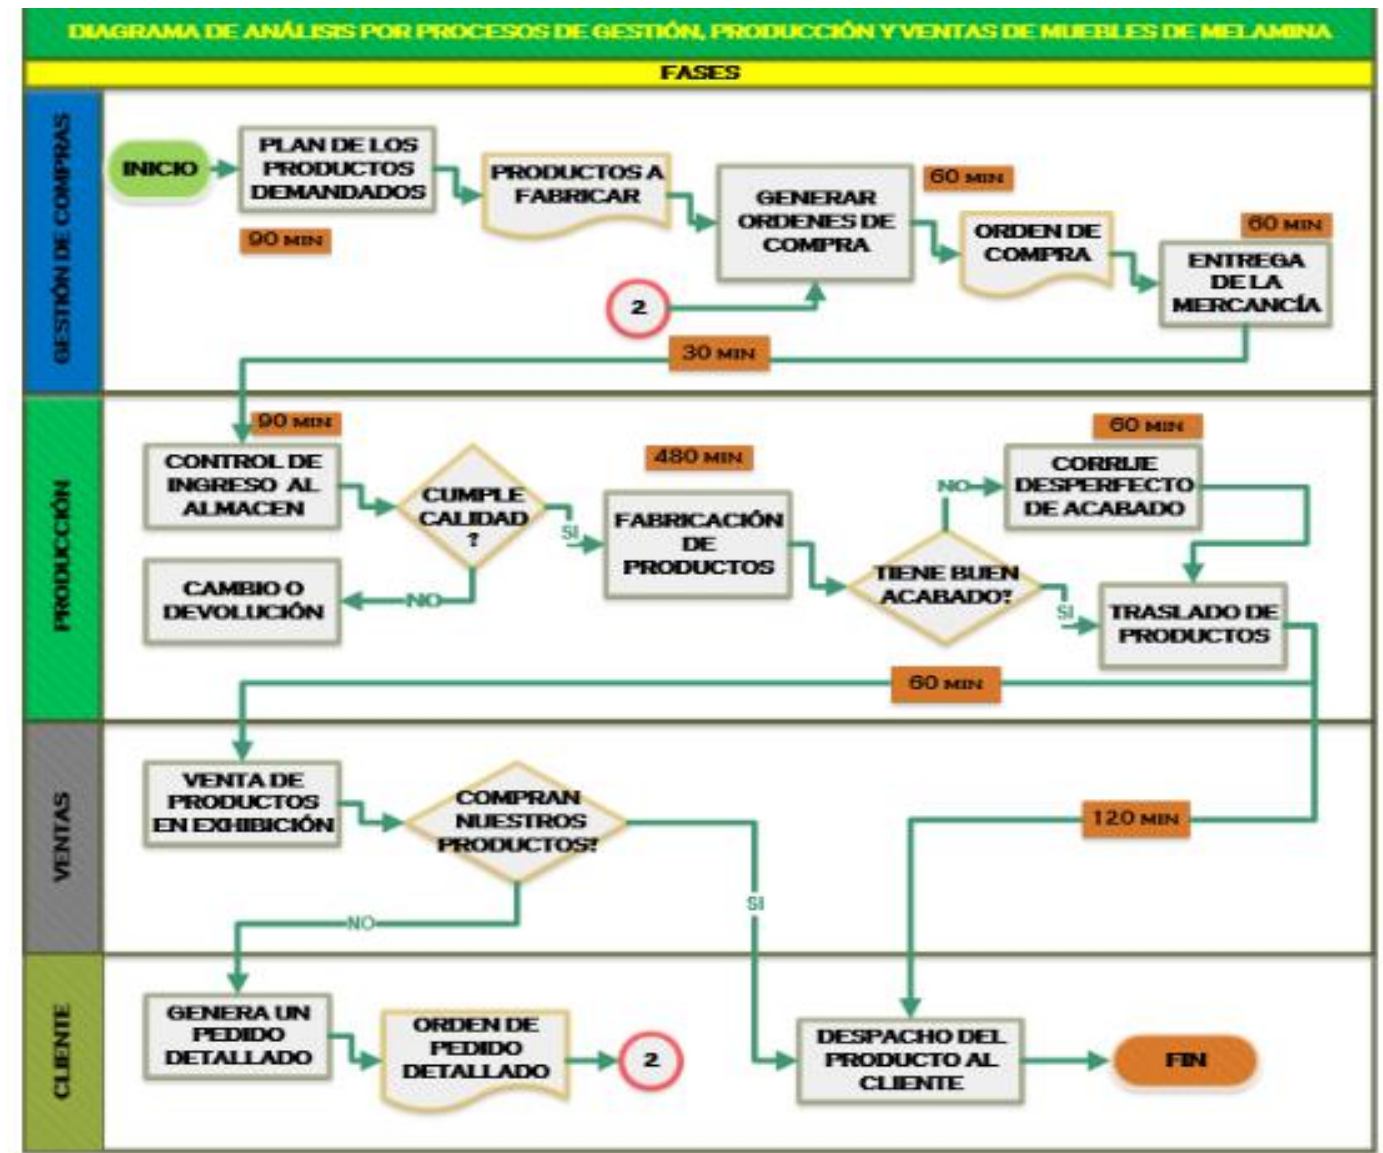 DIAGRAMA DE ANÁLISIS POR PROCESOS DE GESTIÓN, PRODUCCIÓN Y VENTAS DE MUEBLES DE MELAMINA
FASES
GESTIÓN DE COMPRAS
INICIO
PLAN DE LOS
PRODUCTOS
DEMANDADOS
90 MIN
PRODUCTOS A
FABRICAR
GENERAR
ORDENES DE
COMPRA
60 MIN
2
ORDEN DE
COMPRA
60 MIN
ENTREGA
DE LA
MERCANCÍA
30 MIN
PRODUCCIÓN
90 MIN
CONTROL DE
INGRESO AL
ALMACEN
CUMPLE
CALIDAD
?
SI
NO
CAMBIO O
DEVOLUCIÓN
480 MIN
FABRICACIÓN
DE
PRODUCTOS
TIENE BUEN
ACABADO?
NO
SI
60 MIN
CORRIJE
DESPERFECTO
DE ACABADO
TRASLADO DE
PRODUCTOS
60 MIN
VENTAS
VENTA DE
PRODUCTOS
EN EXHIBICIÓN
COMPRAN
NUESTROS
PRODUCTOS?
NO
SI
120 MIN
CLIENTE
GENERA UN
PEDIDO
DETALLADO
ORDEN DE
PEDIDO
DETALLADO
2
DESPACHO DEL
PRODUCTO AL
CLIENTE
FIN